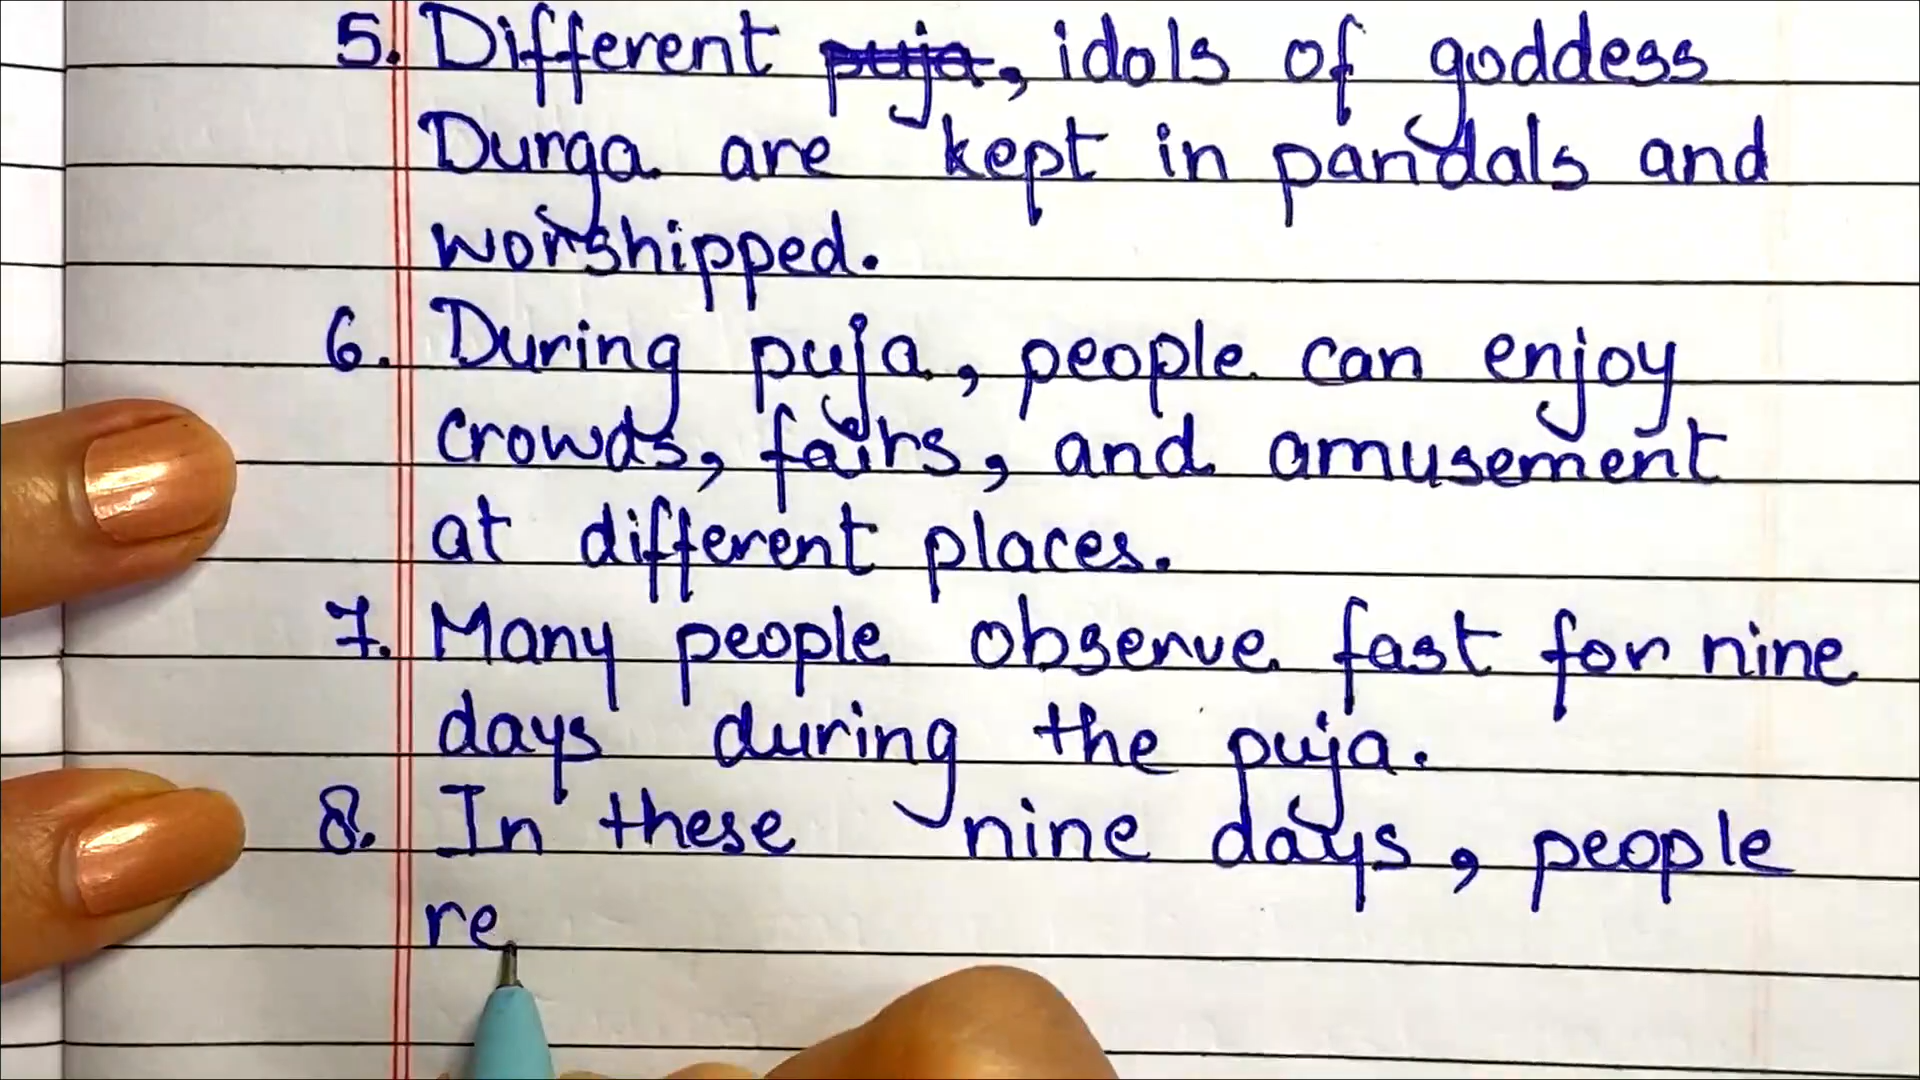 5. Different puja, idols of goddess
Durga are kept in pandals and
worshipped.
6. During puja, people can enjoy
crowds, fairs, and amusement
at different places.
7. Many people observe fast for nine
days during the puja.
8. In these nine days, people
re